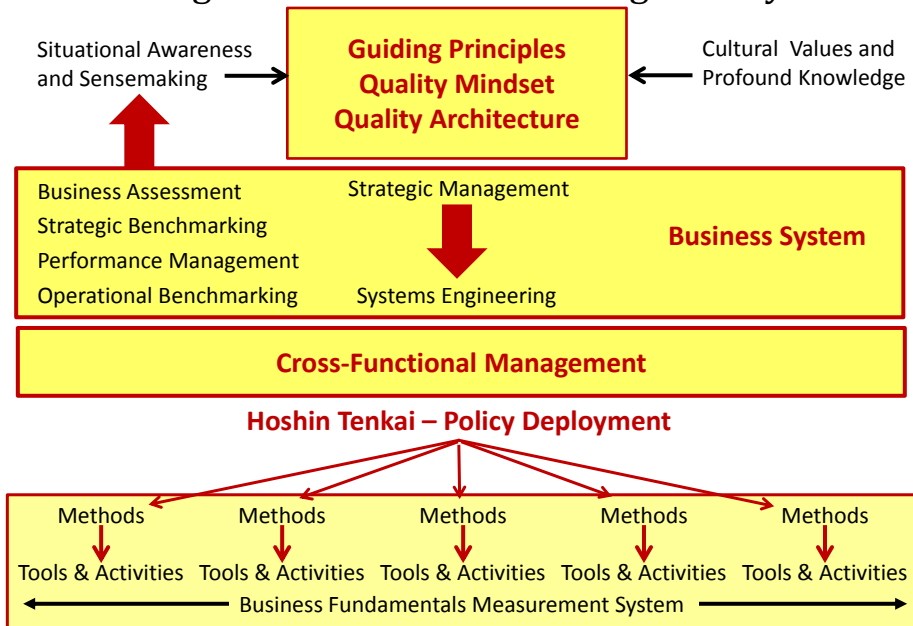 Situational Awareness
and Sensemaking
Guiding Principles
Quality Mindset
Quality Architecture
Cultural Values and
Profound Knowledge
Business Assessment
Strategic Benchmarking
Performance Management
Operational Benchmarking
Strategic Management
Systems Engineering
Business System
Cross-Functional Management
Hoshin Tenkai – Policy Deployment
Methods Methods Methods Methods Methods
Tools & Activities Tools & Activities Tools & Activities Tools & Activities Tools & Activities
Business Fundamentals Measurement System